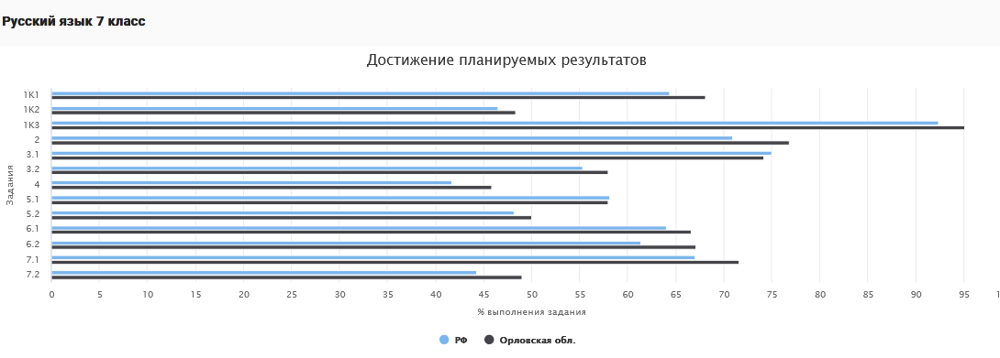 Русский язык 7 класс
Достижение планируемых результатов
Задания
1К1
1К2
1К3
2
3.1
3.2
4
5.1
5.2
6.1
6.2
7.1
7.2
0 5 10 15 20 25 30 35 40 45 50 55 60 65 70 75 80 85 90 95
% выполнения задания
РФ Орловская обл.